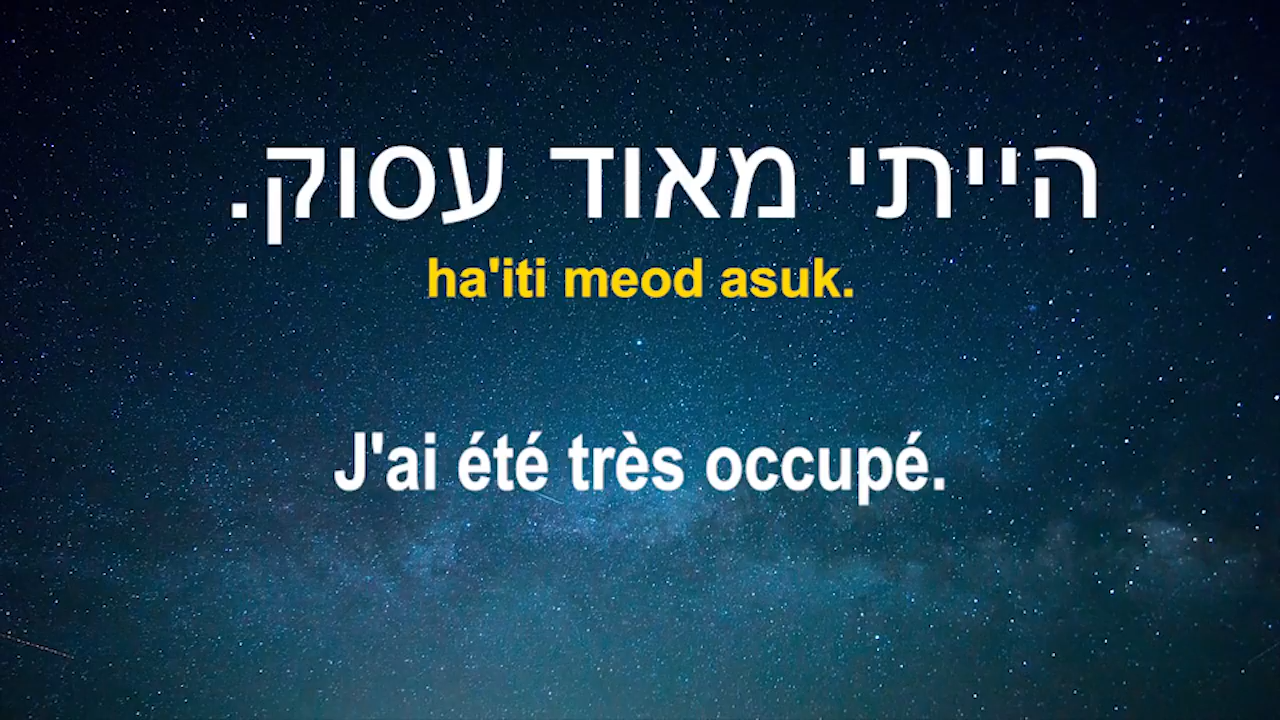 הייתי מאוד עסוק.
ha'iti meod asuk.
J'ai été très occupé.